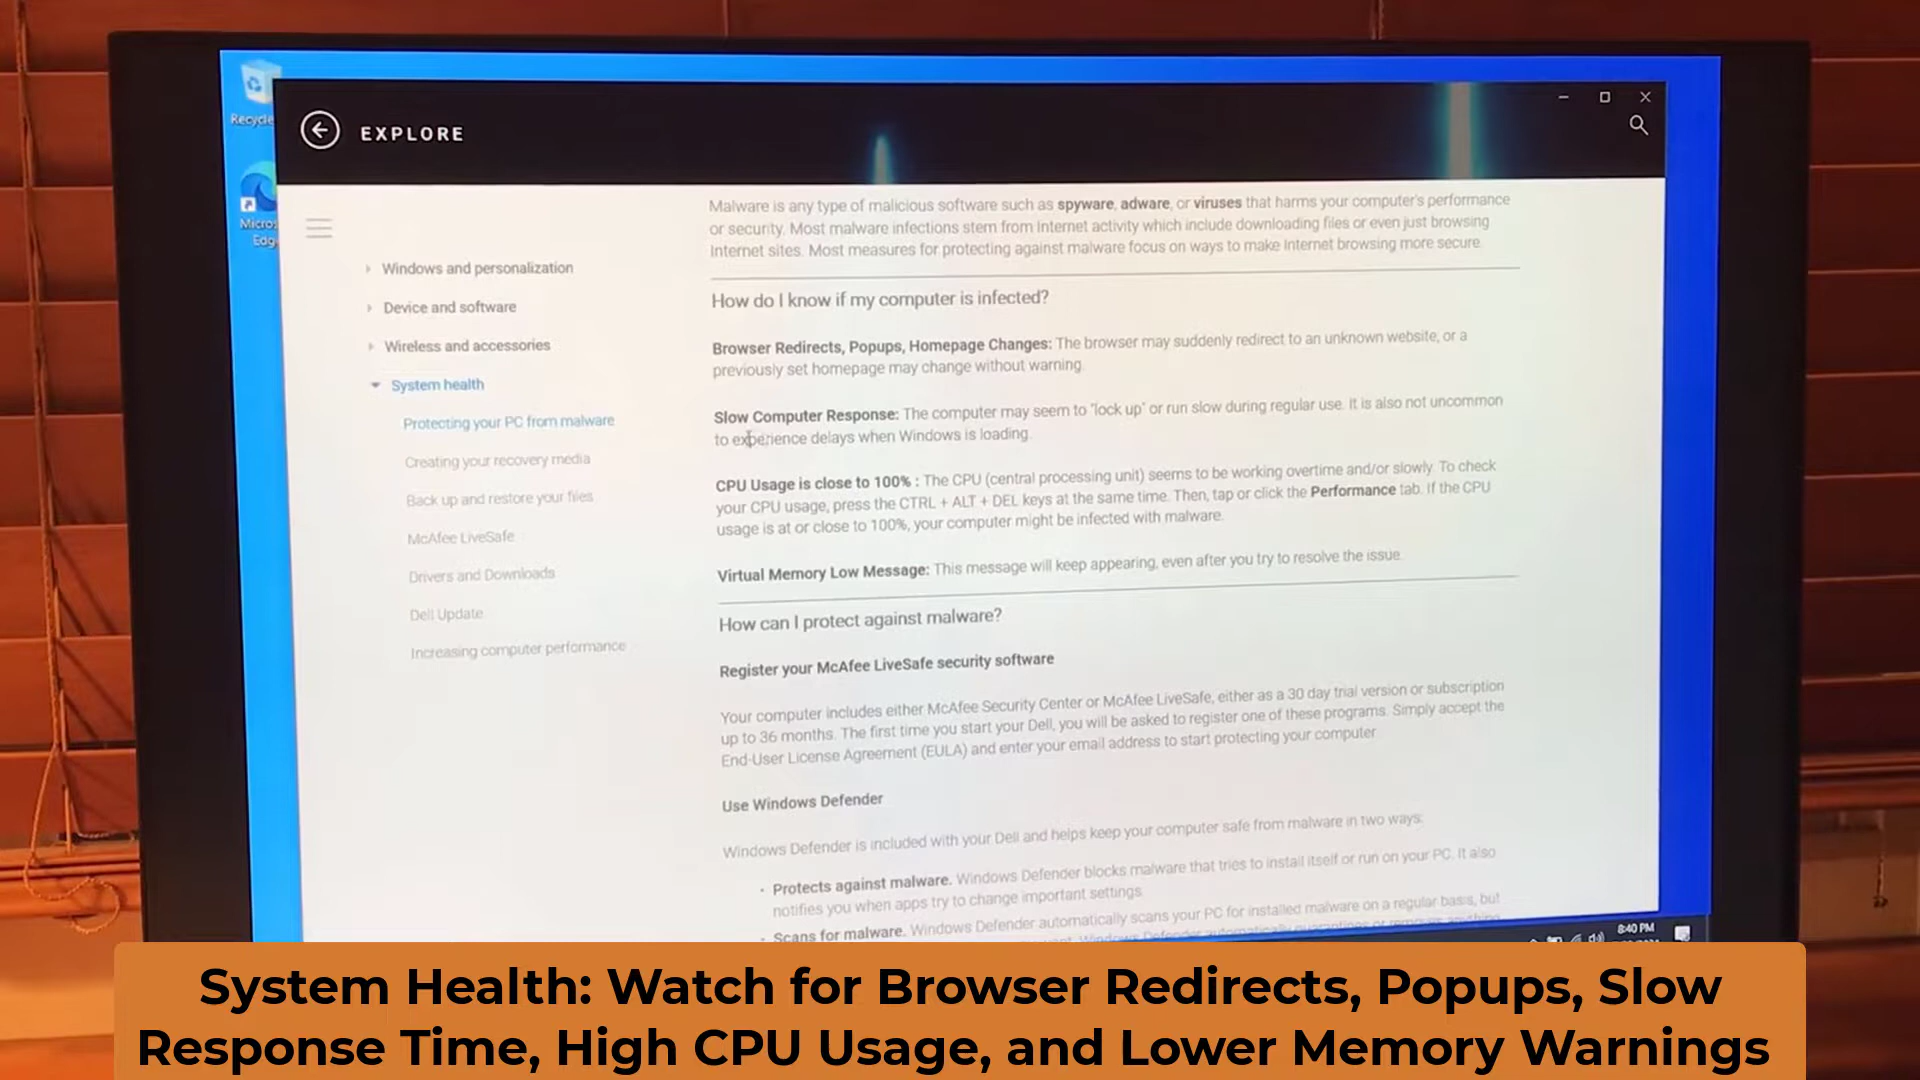 Recycle
Micros
Edg
EXPLORE
Windows and personalization
Device and software
Wireless and accessories
System health
Protecting your PC from malware
Creating your recovery media
Back up and restore your files
McAfee LiveSafe
Drivers and Downloads
Dell Update
Increasing computer performance
Malware is any type of malicious software such as spyware, adware, or viruses that harms your computer's performance
or security. Most malware infections stem from Internet activity which include downloading files or even just browsing
Internet sites. Most measures for protecting against malware focus on ways to make Internet browsing more secure.
How do I know if my computer is infected?
Browser Redirects, Popups, Homepage Changes: The browser may suddenly redirect to an unknown website, or a
previously set homepage may change without warning.
Slow Computer Response: The computer may seem to "lock up" or run slow during regular use. It is also not uncommon
to experience delays when Windows is loading.
CPU Usage is close to 100% : The CPU (central processing unit) seems to be working overtime and/or slowly. To check
your CPU usage, press the CTRL + ALT + DEL keys at the same time. Then, tap or click the Performance tab. If the CPU
usage is at or close to 100%, your computer might be infected with malware.
Virtual Memory Low Message: This message will keep appearing, even after you try to resolve the issue.
How can I protect against malware?
Register your McAfee LiveSafe security software
Your computer includes either McAfee Security Center or McAfee LiveSafe, either as a 30 day trial version or subscription
up to 36 months. The first time you start your Dell, you will be asked to register one of these programs. Simply accept the
End-User License Agreement (EULA) and enter your email address to start protecting your computer
Use Windows Defender
Windows Defender is included with your Dell and helps keep your computer safe from malware in two ways:
• Protects against malware. Windows Defender blocks malware that tries to install itself or run on your PC. It also
notifies you when apps try to change important settings.
• Scans for malware. Windows Defender automatically scans your PC for installed malware on a regular basis, but
Windows Defender automatically quarantines or removes anything
8:40 PM
System Health: Watch for Browser Redirects, Popups, Slow
Response Time, High CPU Usage, and Lower Memory Warnings